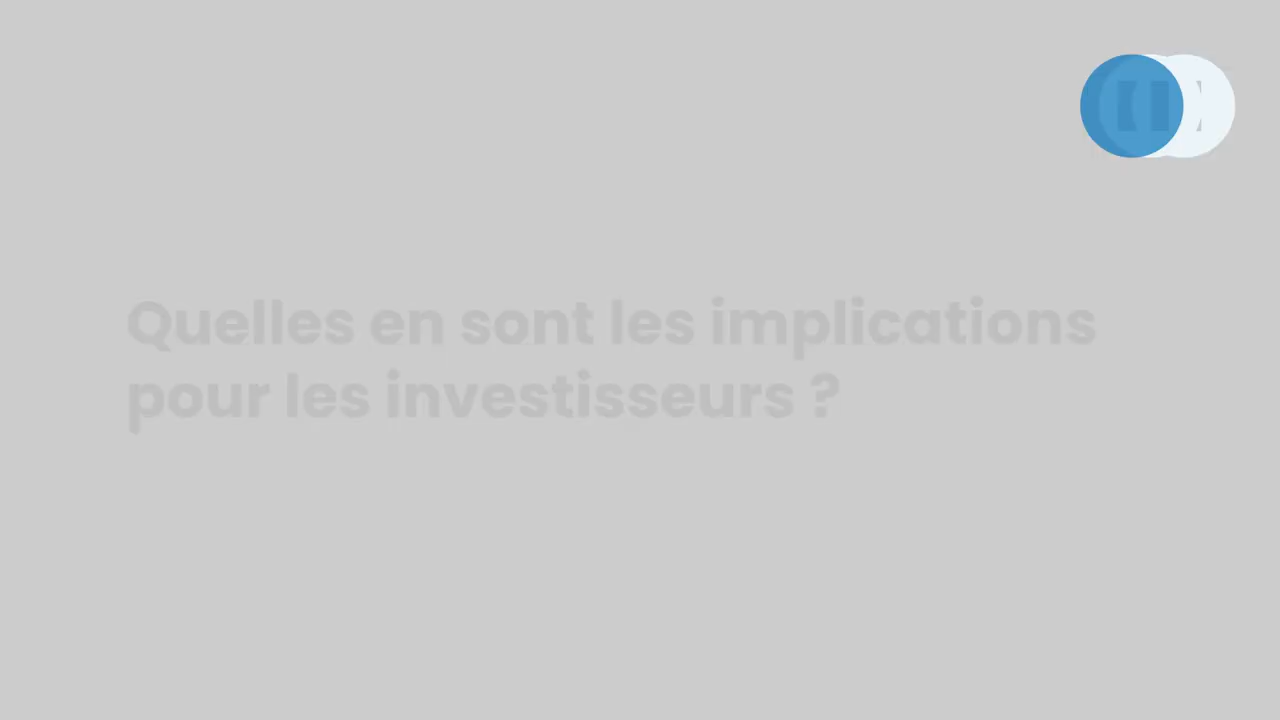 Quelles en sont les implications
pour les investisseurs ?